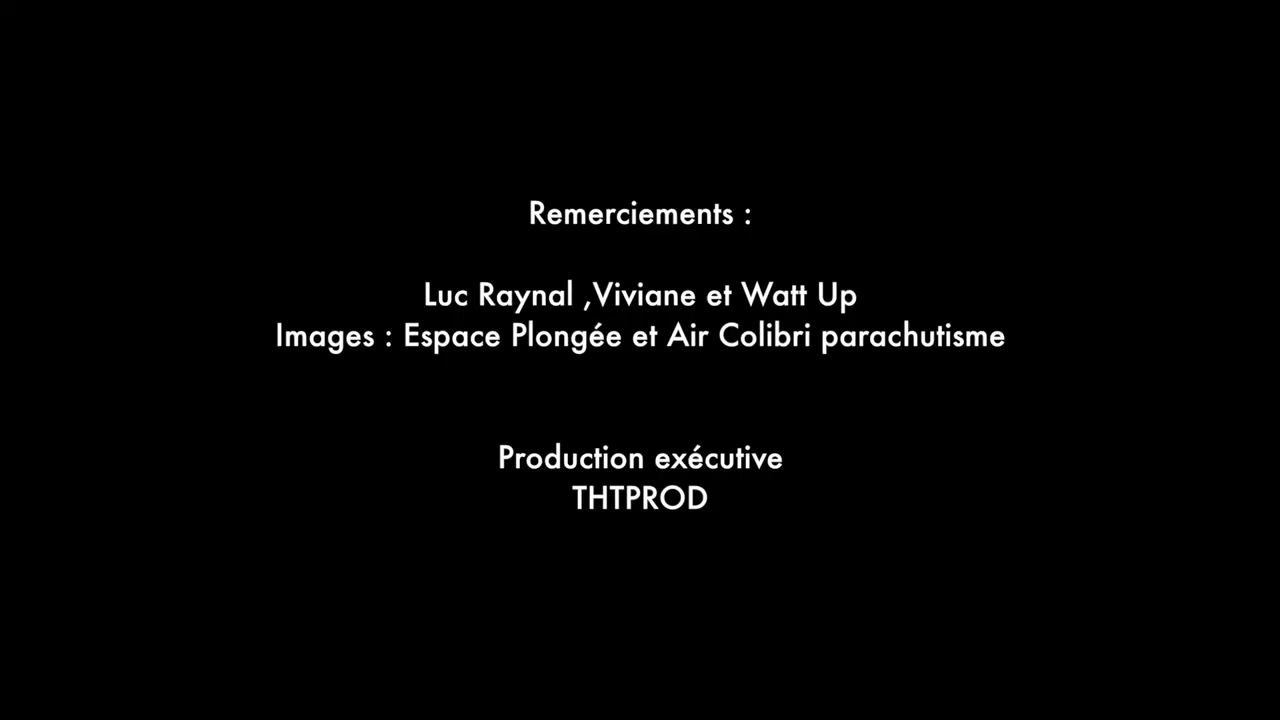 Remerciements :
Luc Raynal ,Viviane et Watt Up
Images : Espace Plongée et Air Colibri parachutisme
Production exécutive
THTPROD